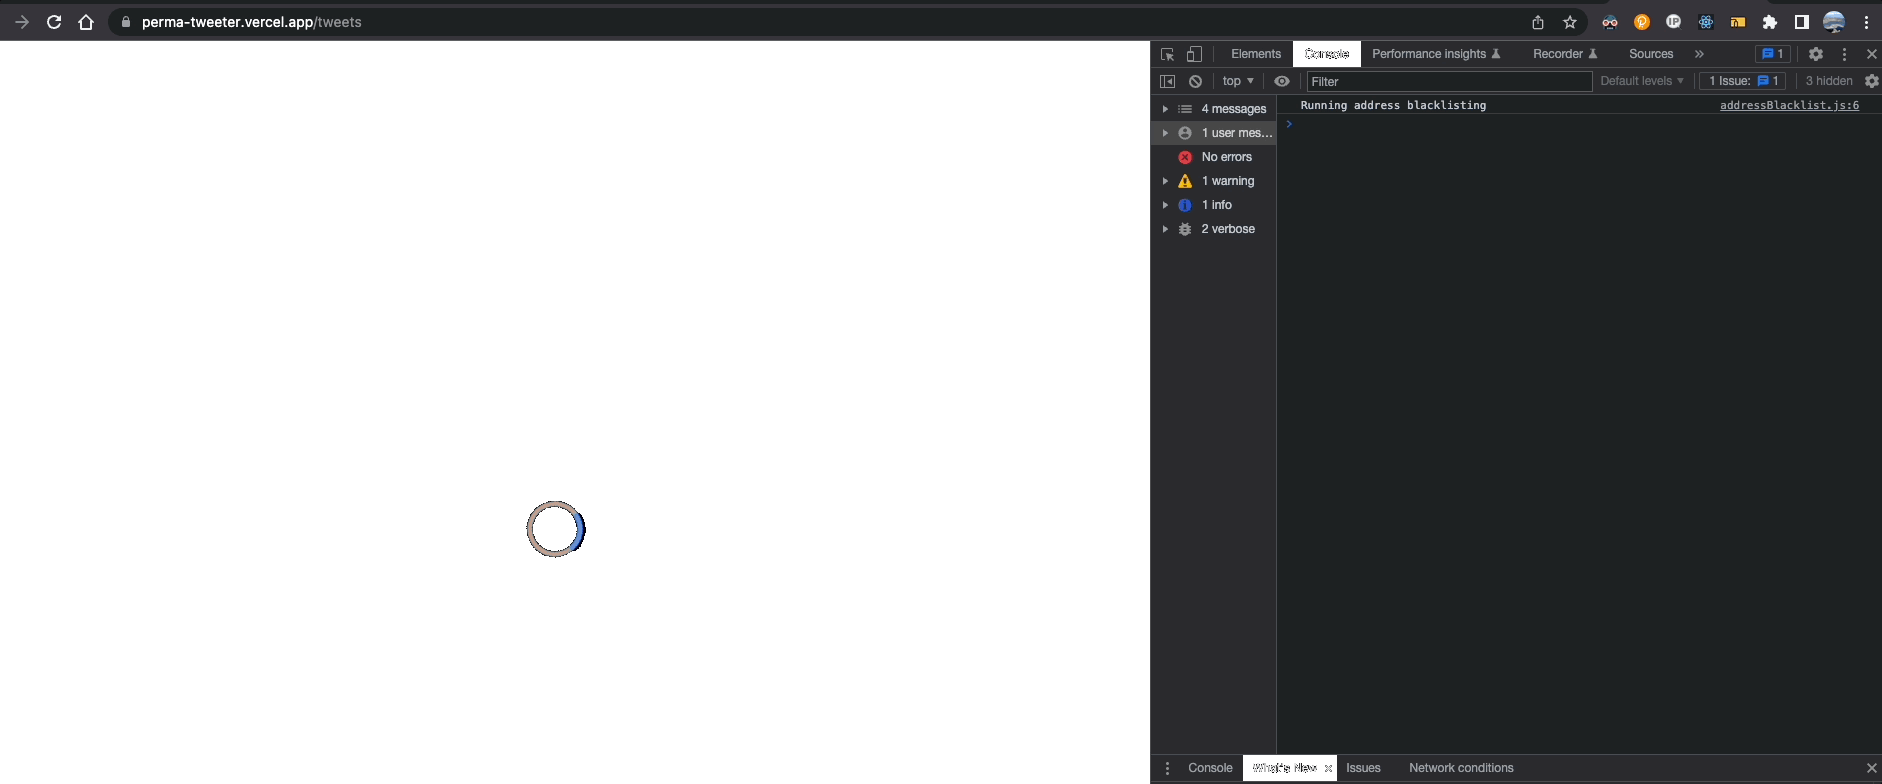 perma-tweeter.vercel.app/tweets
IP
Elements Console Performance insights Recorder Sources » 1
top Filter Default levels 1 Issue: 1 3 hidden
4 messages
1 user mes...
No errors
1 warning
1 info
2 verbose
Running address blacklisting addressBlacklist.js:6
>
Console What's New Issues Network conditions